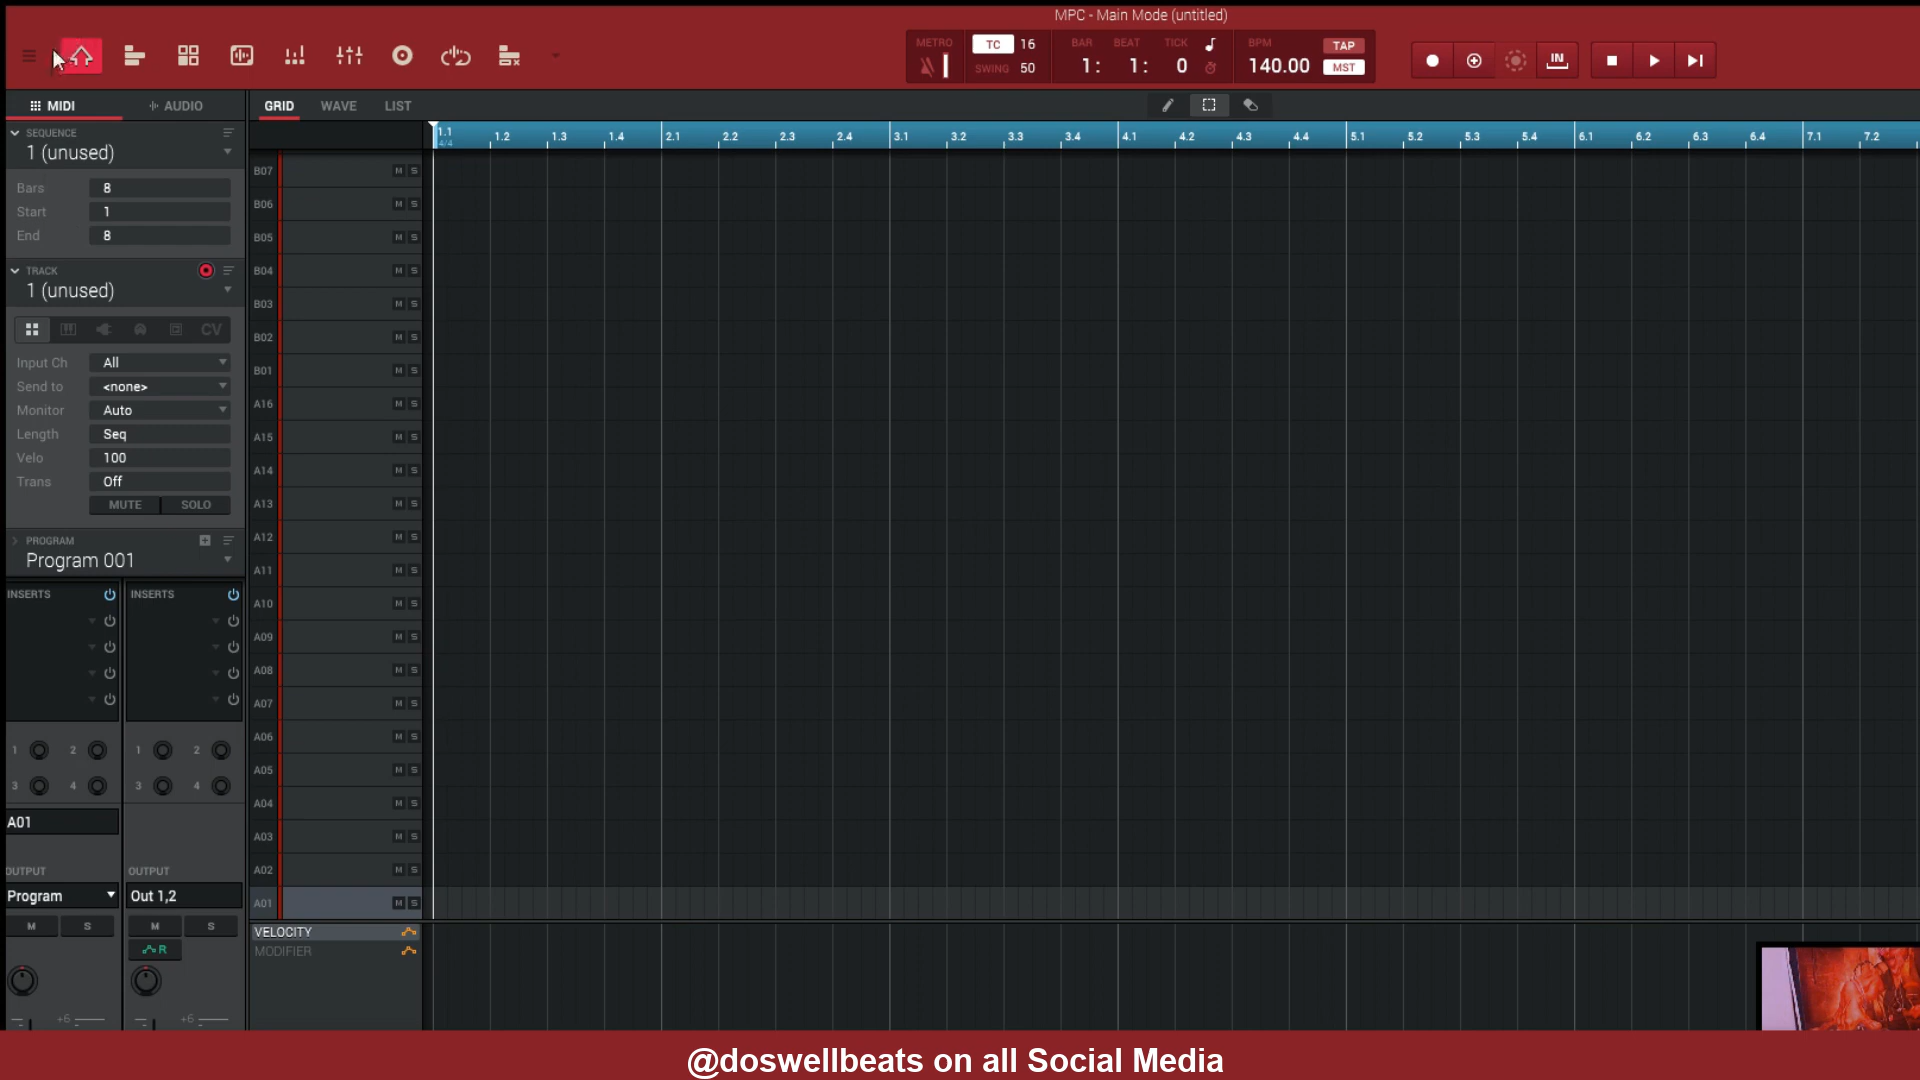 MPC - Main Mode (untitled)
METRO
TC 16
SWING 50
BAR BEAT TICK
1: 1: 0
BPM
140.00
TAP
MST
IN
MIDI
AUDIO
GRID WAVE LIST
SEQUENCE
1 (unused)
Bars 8
Start 1
End 8
TRACK
1 (unused)
CV
Input Ch All
Send to <none>
Monitor Auto
Length Seq
Velo 100
Trans Off
MUTE SOLO
PROGRAM
Program 001
INSERTS INSERTS
1 2 1 2
3 4 3 4
A01
OUTPUT OUTPUT
Program Out 1,2
M S M S
R
+6 +6
1.1 1.2 1.3 1.4 2.1 2.2 2.3 2.4 3.1 3.2 3.3 3.4 4.1 4.2 4.3 4.4 5.1 5.2 5.3 5.4 6.1 6.2 6.3 6.4 7.1 7.2
4/4
B07 M S
B06 M S
B05 M S
B04 M S
B03 M S
B02 M S
B01 M S
A16 M S
A15 M S
A14 M S
A13 M S
A12 M S
A11 M S
A10 M S
A09 M S
A08 M S
A07 M S
A06 M S
A05 M S
A04 M S
A03 M S
A02 M S
A01 M S
VELOCITY
MODIFIER
@doswellbeats on all Social Media